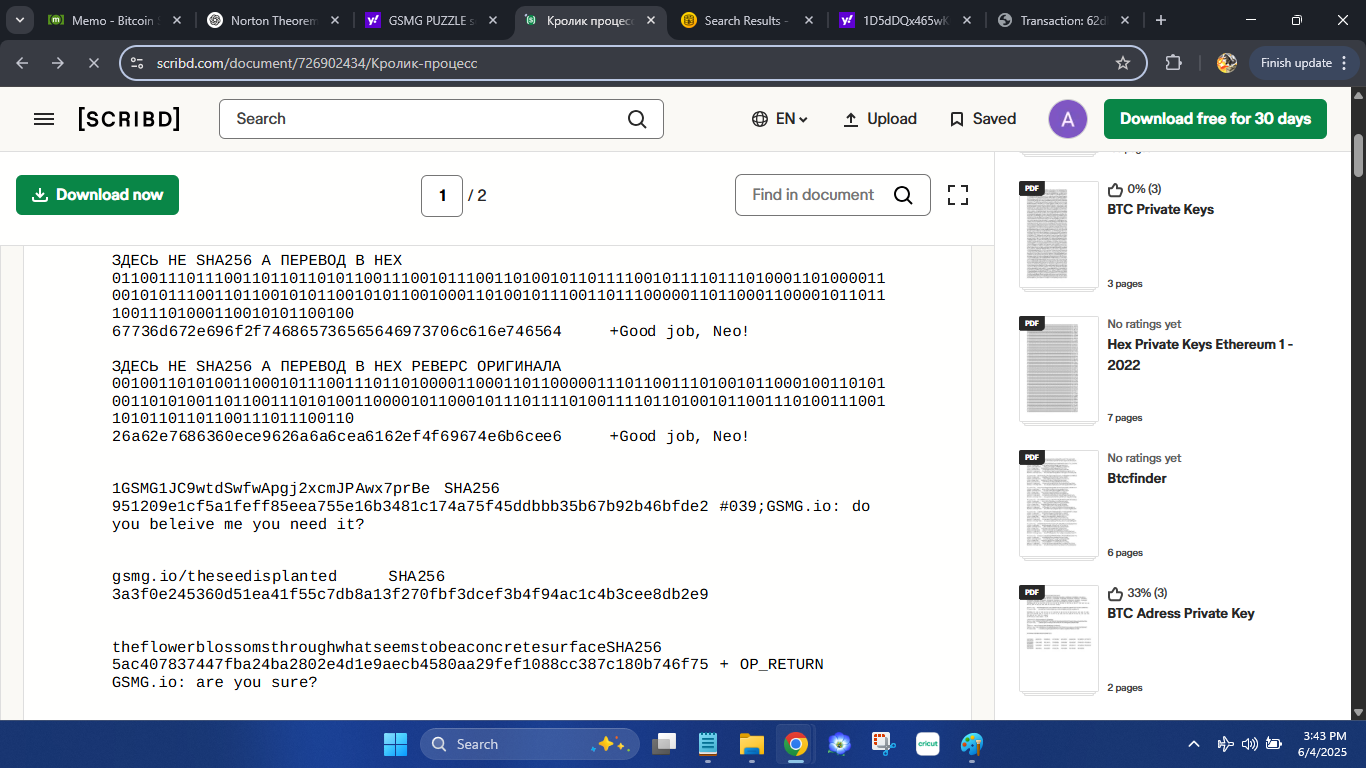 Memo - Bitcoin S
Norton Theorem
GSMG PUZZLE s
Кролик процесс
Search Results -
1D5dDQx465wK
Transaction: 62d
scribd.com/document/726902434/Кролик-процесс
Finish update
[SCRIBD]
Search
EN
Upload
Saved
A
Download free for 30 days
Download now
1 / 2
Find in document
ЗДЕСЬ НЕ SHA256 А ПЕРЕВОД В HEX
67736d672e696f2f746865736565646973706c616e746564 +Good job, Neo!
ЗДЕСЬ НЕ SHA256 А ПЕРЕВОД В HEX РЕВЕРС ОРИГИНАЛА
26a62e7686360ece9626a6a6cea6162ef4f69674e6b6cee6 +Good job, Neo!
1GSMG1JC9wtdSwfwApgj2xcmJPAwx7prBe SHA256
951209e1cf5a1feff85eea75581fb3481c174a75f45ddbbb35b67b92b46bfde2 #039;GSMG.io: do
you beleive me you need it?
gsmg.io/theseedisplanted SHA256
3a3f0e245360d51ea41f55c7db8a13f270fbf3dcef3b4f94ac1c4b3cee8db2e9
theflowerblossomsthroughwhatseemstobeaconcretesurfaceSHA256
5ac407837447fba24ba2802e4d1e9aecb4580aa29fef1088cc387c180b746f75 + OP_RETURN
GSMG.io: are you sure?
PDF
0% (3)
BTC Private Keys
3 pages
PDF
No ratings yet
Hex Private Keys Ethereum 1 -
2022
7 pages
PDF
No ratings yet
Btcfinder
6 pages
PDF
33% (3)
BTC Adress Private Key
2 pages
Search
cricut
3:43 PM
6/4/2025